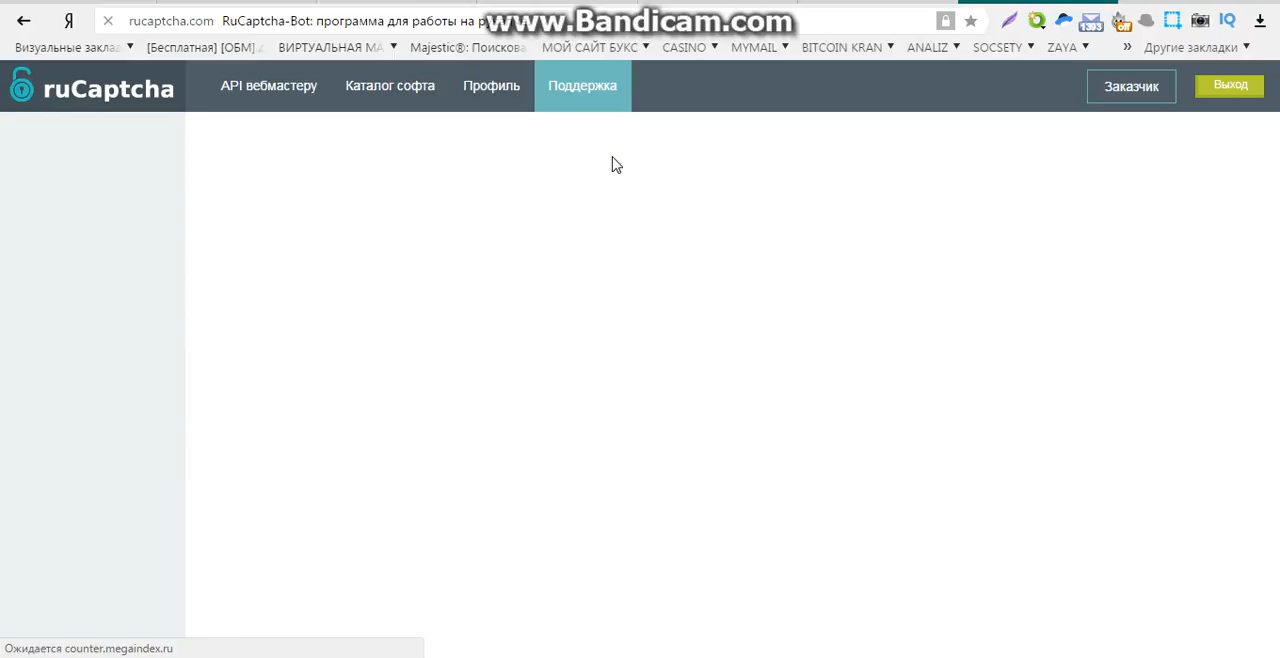 www.Bandicam.com
Я rucaptcha.com RuCaptcha-Bot: программа для работы на
Визуальные заклад [Бесплатная] [ОБМ] ВИРТУАЛЬНАЯ МА Majestic®: Поискова МОЙ САЙТ БУКС CASINO MYMAIL BITCOIN KRAN ANALIZ SOCSETY ZAYA » Другие закладки
ruCaptcha API вебмастеру Каталог софта Профиль Поддержка Заказчик Выход
Ожидается counter.megaindex.ru